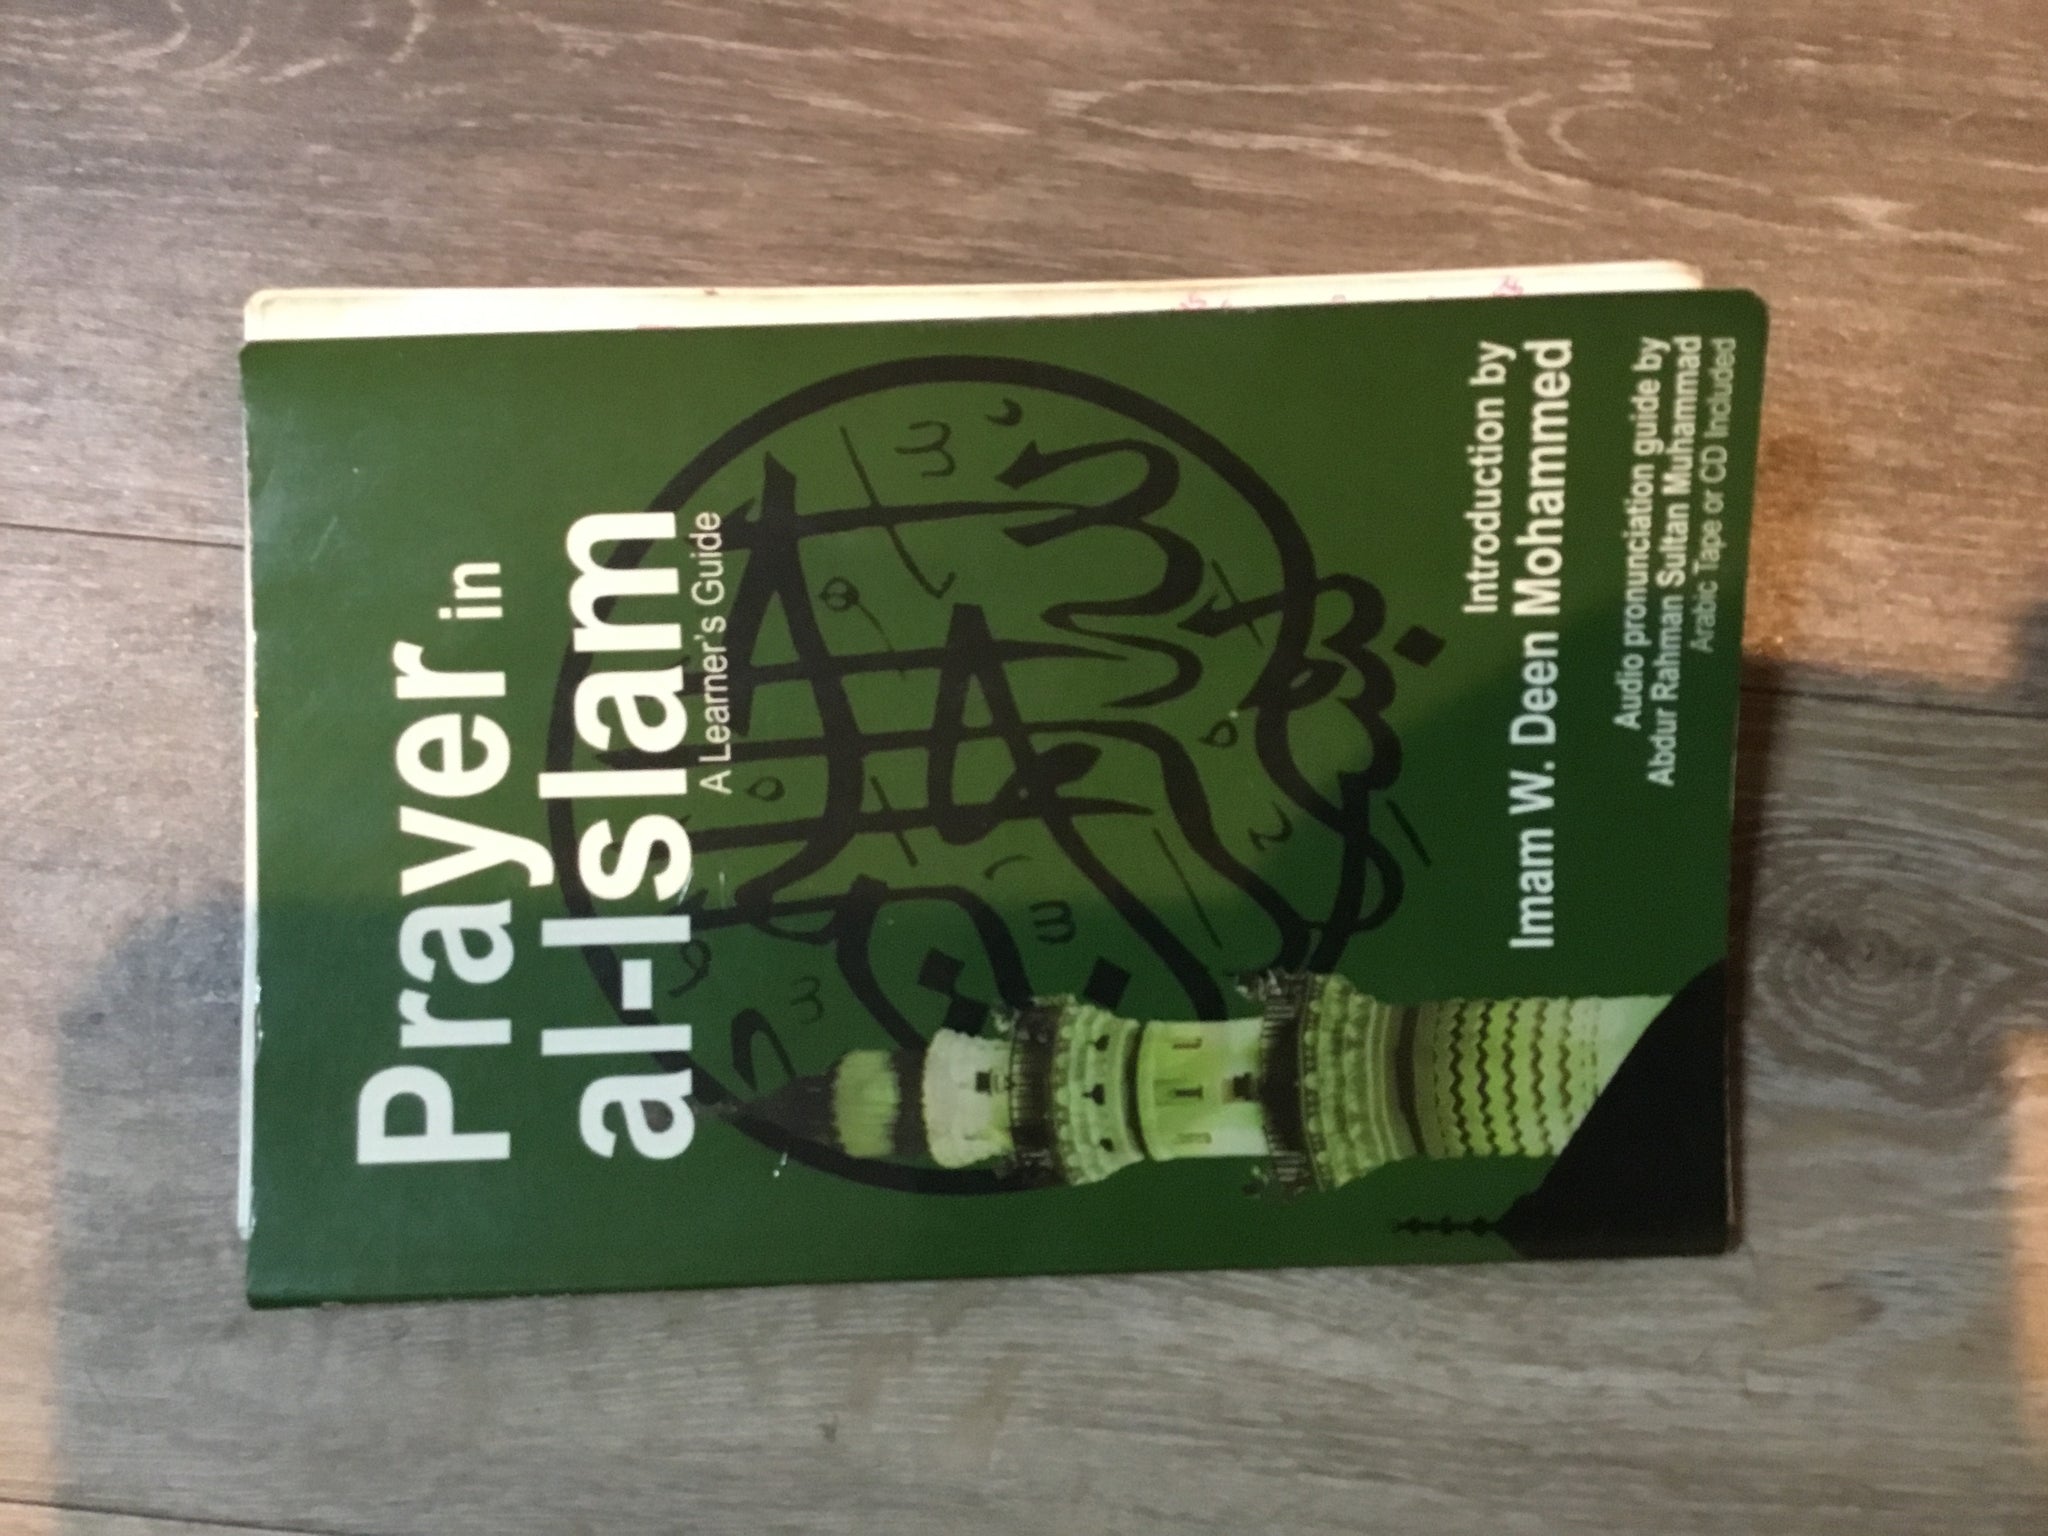 Prayer in
al-Islam
A Learner's Guide
Introduction by
Imam W. Deen Mohammed
Audio pronunciation guide by
Abdur Rahman Sultan Muhammad
Arabic Tape or CD Included